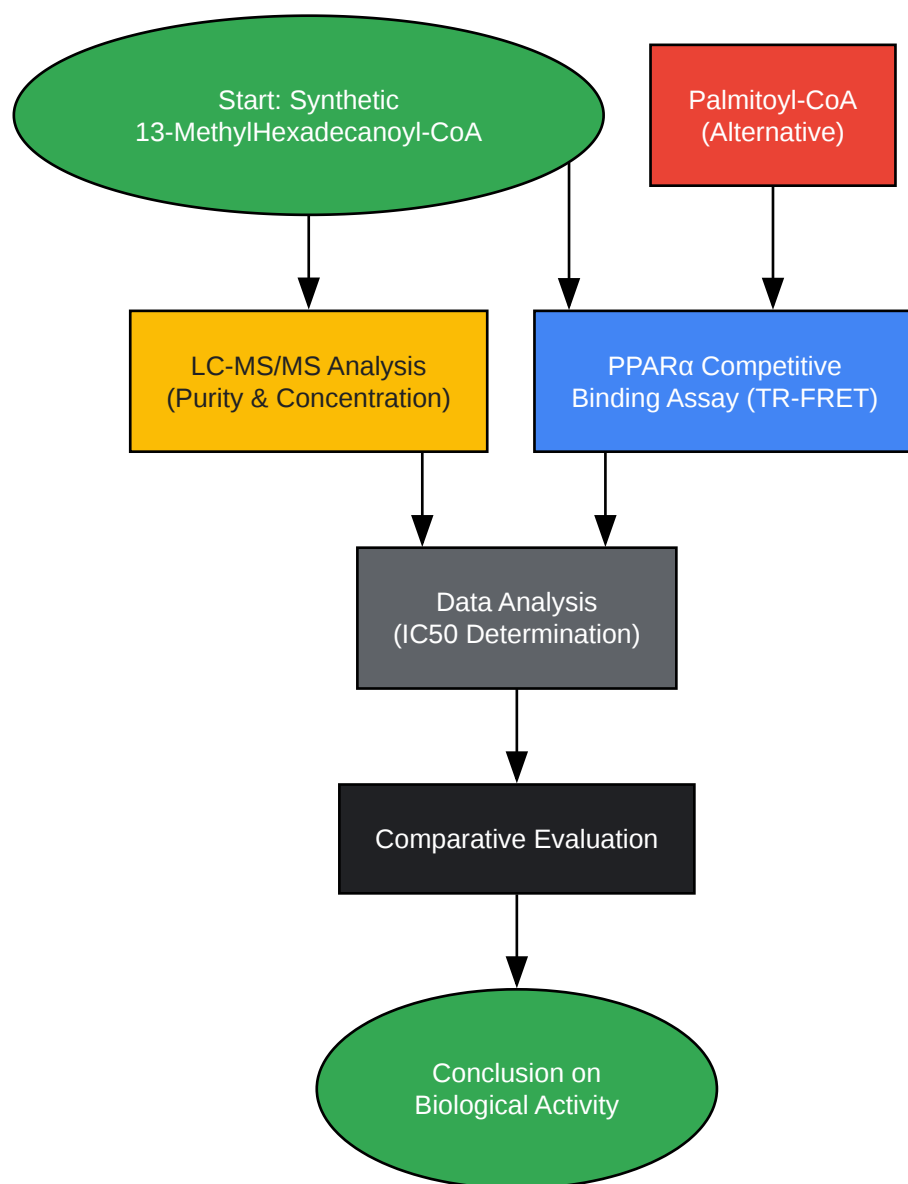 Start: Synthetic
13-MethylHexadecanoyl-CoA
Palmitoyl-CoA
(Alternative)
LC-MS/MS Analysis
(Purity & Concentration)
PPARα Competitive
Binding Assay (TR-FRET)
Data Analysis
(IC50 Determination)
Comparative Evaluation
Conclusion on
Biological Activity